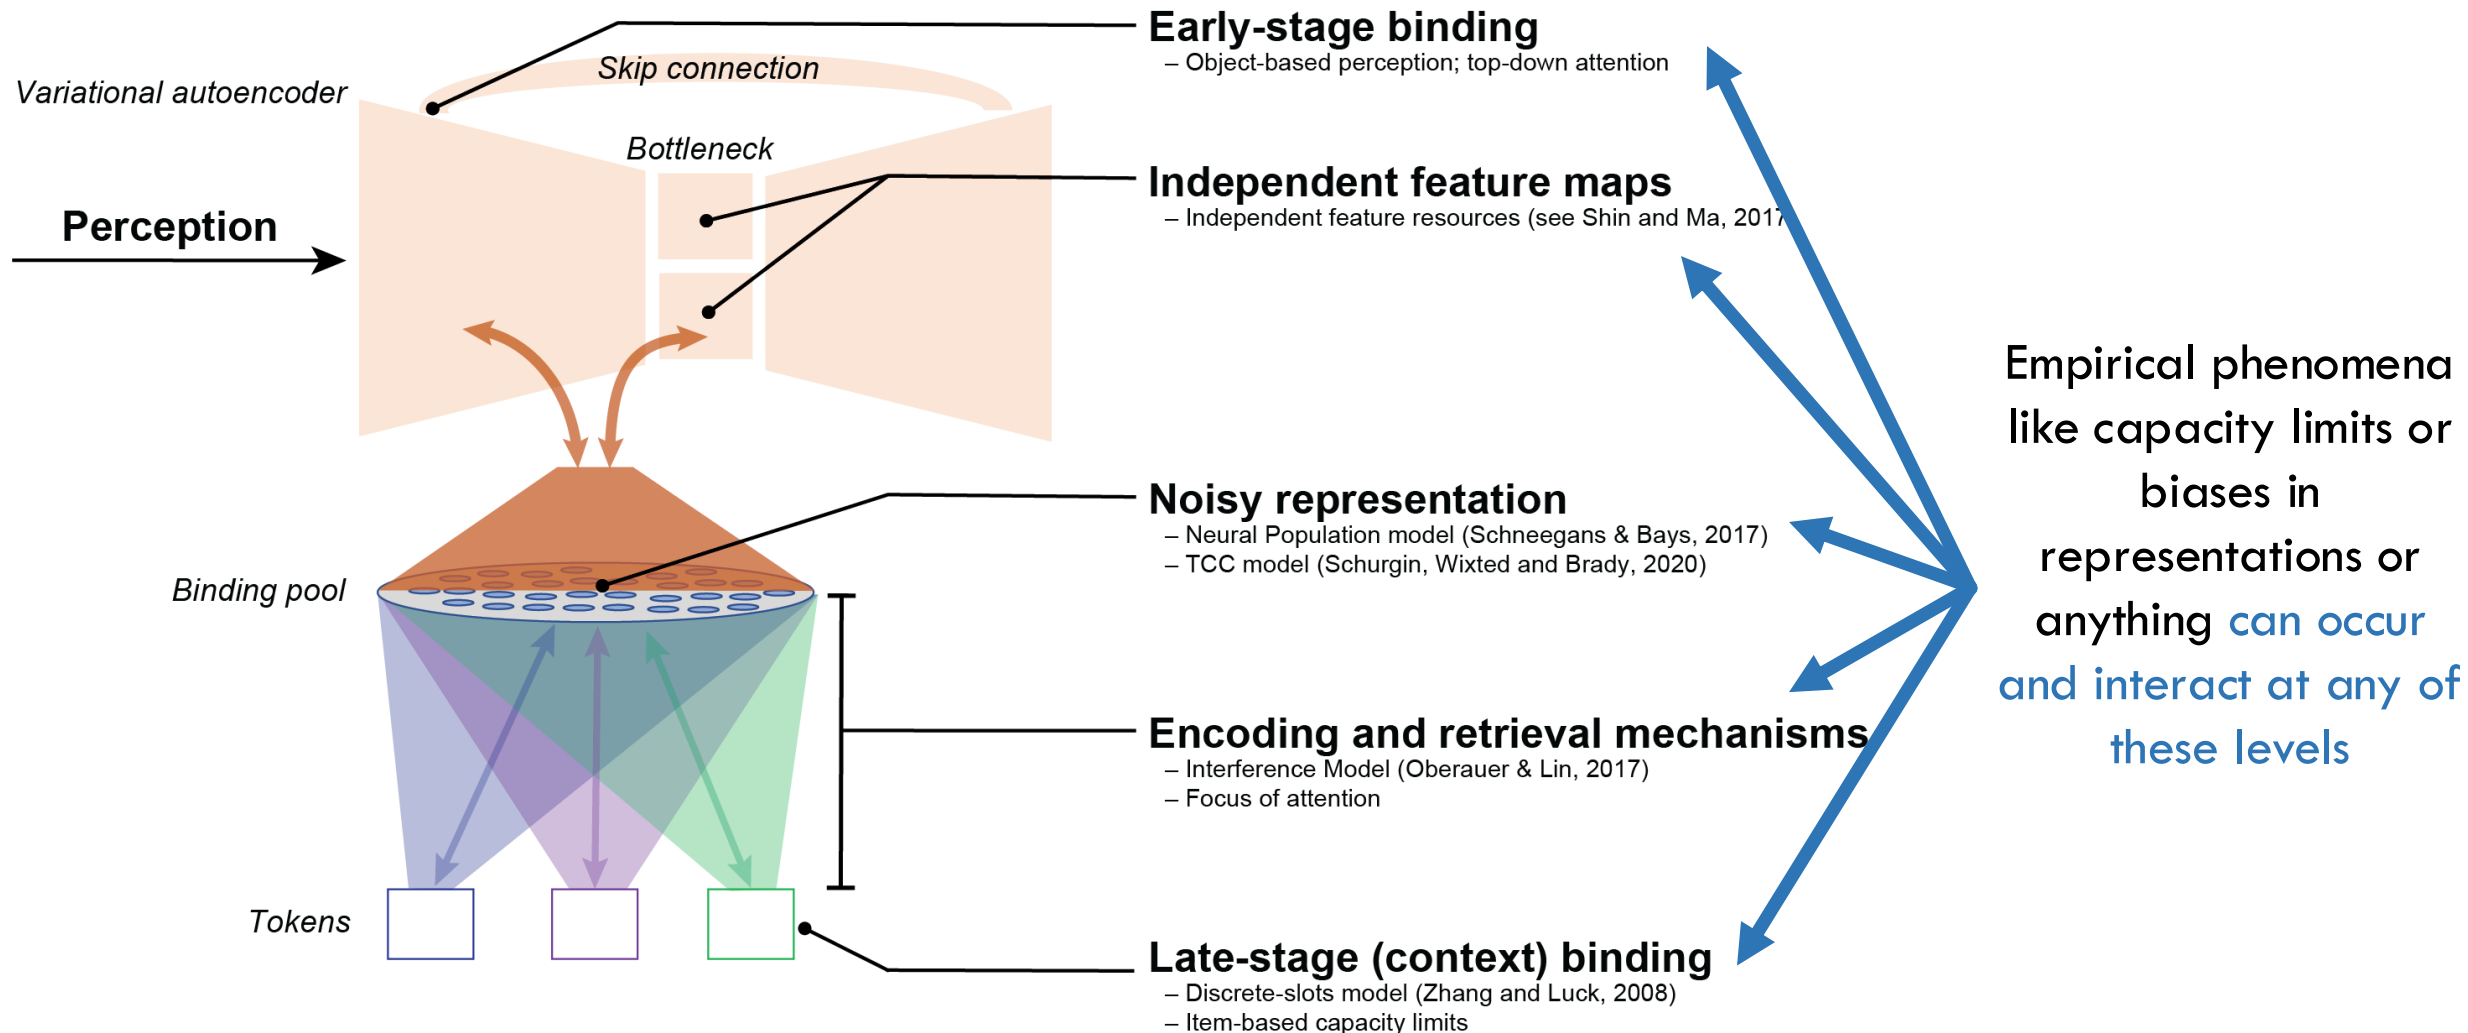 Variational autoencoder
Skip connection
Bottleneck
Perception
Binding pool
Tokens
Early-stage binding
– Object-based perception; top-down attention
Independent feature maps
– Independent feature resources (see Shin and Ma, 2017
Noisy representation
– Neural Population model (Schneegans & Bays, 2017)
– TCC model (Schurgin, Wixted and Brady, 2020)
Encoding and retrieval mechanisms
– Interference Model (Oberauer & Lin, 2017)
– Focus of attention
Late-stage (context) binding
– Discrete-slots model (Zhang and Luck, 2008)
– Item-based capacity limits
Empirical phenomena
like capacity limits or
biases in
representations or
anything can occur
and interact at any of
these levels